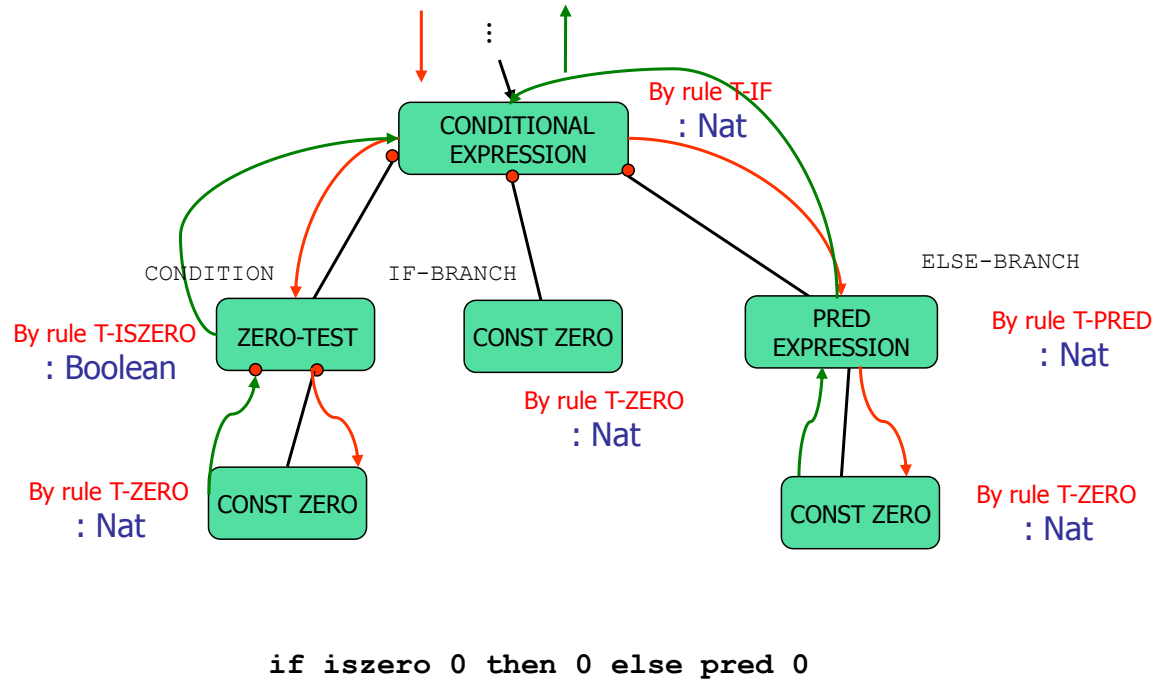 ⋮
By rule T-IF
: Nat
CONDITIONAL
EXPRESSION
CONDITION
IF-BRANCH
ELSE-BRANCH
By rule T-ISZERO
: Boolean
ZERO-TEST
CONST ZERO
PRED
EXPRESSION
By rule T-PRED
: Nat
By rule T-ZERO
: Nat
By rule T-ZERO
: Nat
CONST ZERO
CONST ZERO
By rule T-ZERO
: Nat
if iszero 0 then 0 else pred 0